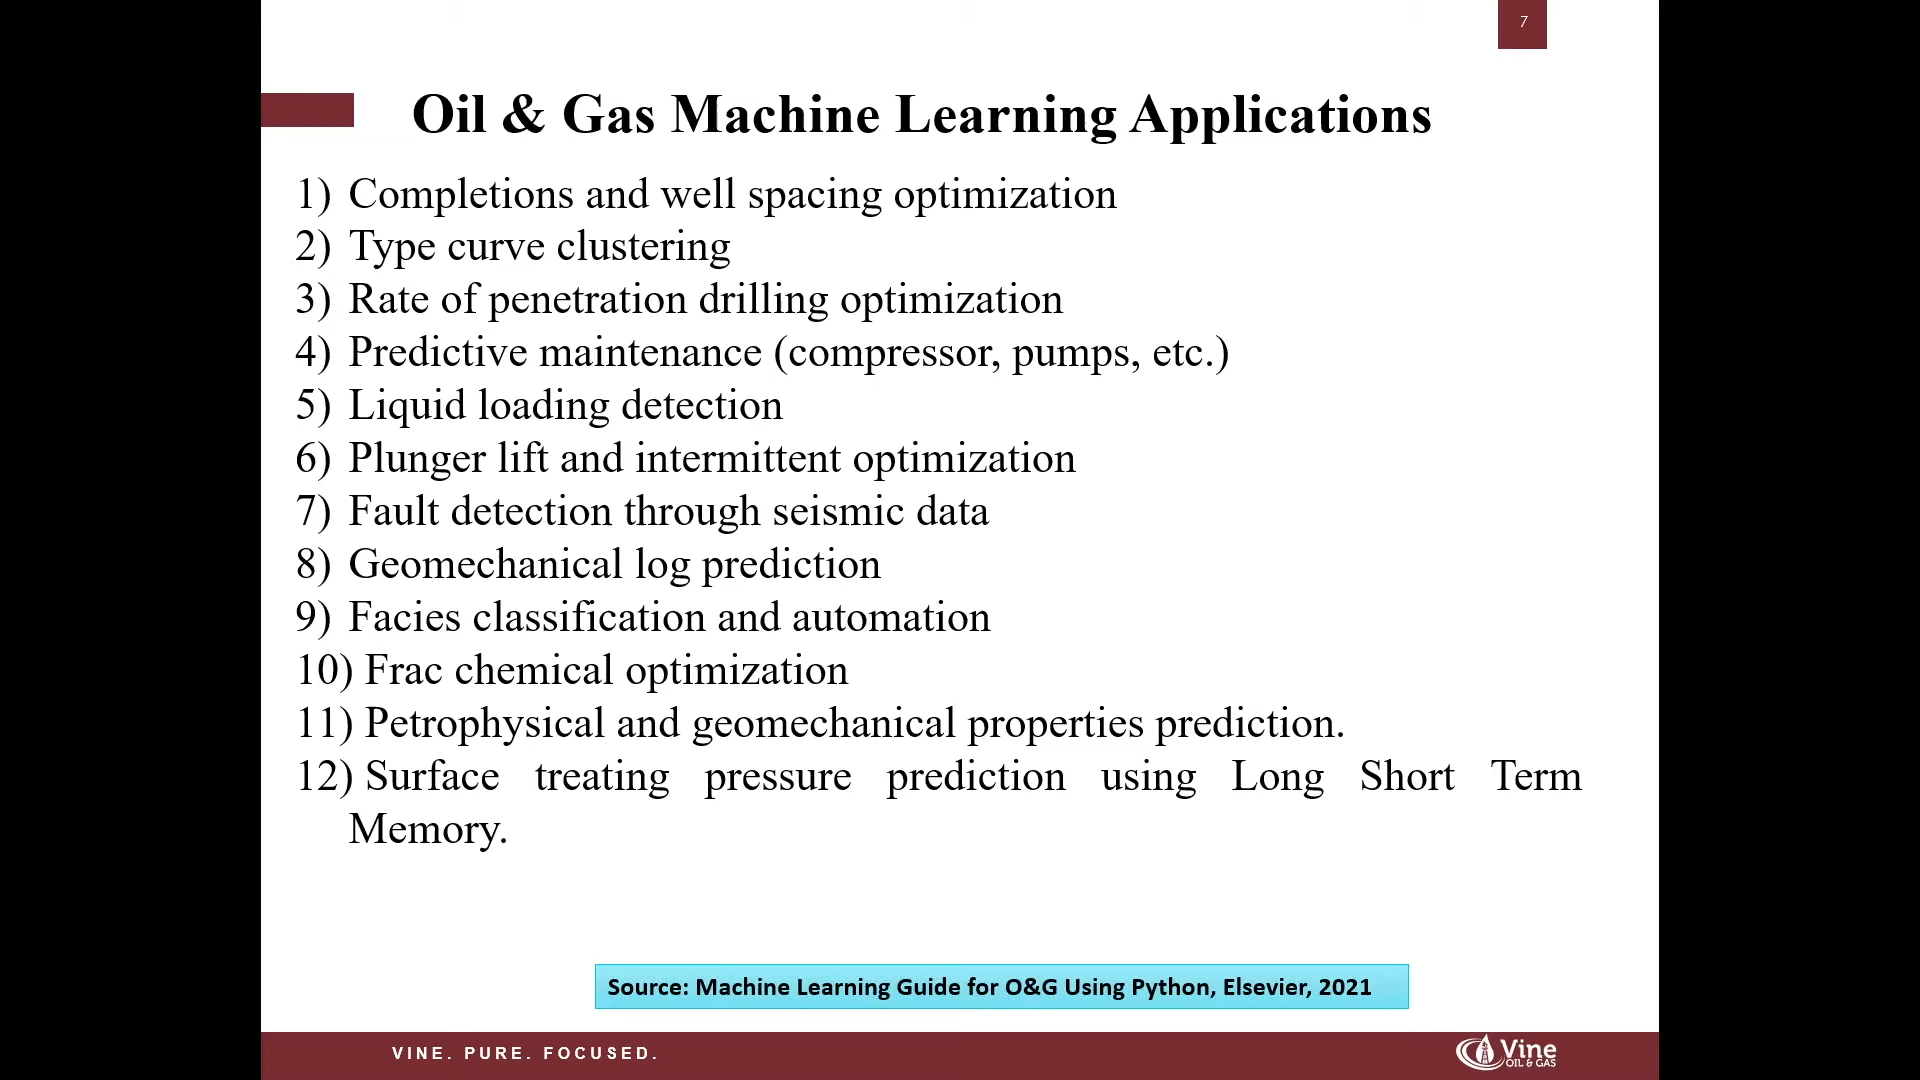 7
Oil & Gas Machine Learning Applications
1) Completions and well spacing optimization
2) Type curve clustering
3) Rate of penetration drilling optimization
4) Predictive maintenance (compressor, pumps, etc.)
5) Liquid loading detection
6) Plunger lift and intermittent optimization
7) Fault detection through seismic data
8) Geomechanical log prediction
9) Facies classification and automation
10) Frac chemical optimization
11) Petrophysical and geomechanical properties prediction.
12) Surface treating pressure prediction using Long Short Term
Memory.
Source: Machine Learning Guide for O&G Using Python, Elsevier, 2021
VINE. PURE. FOCUSED.
Vine
OIL & GAS